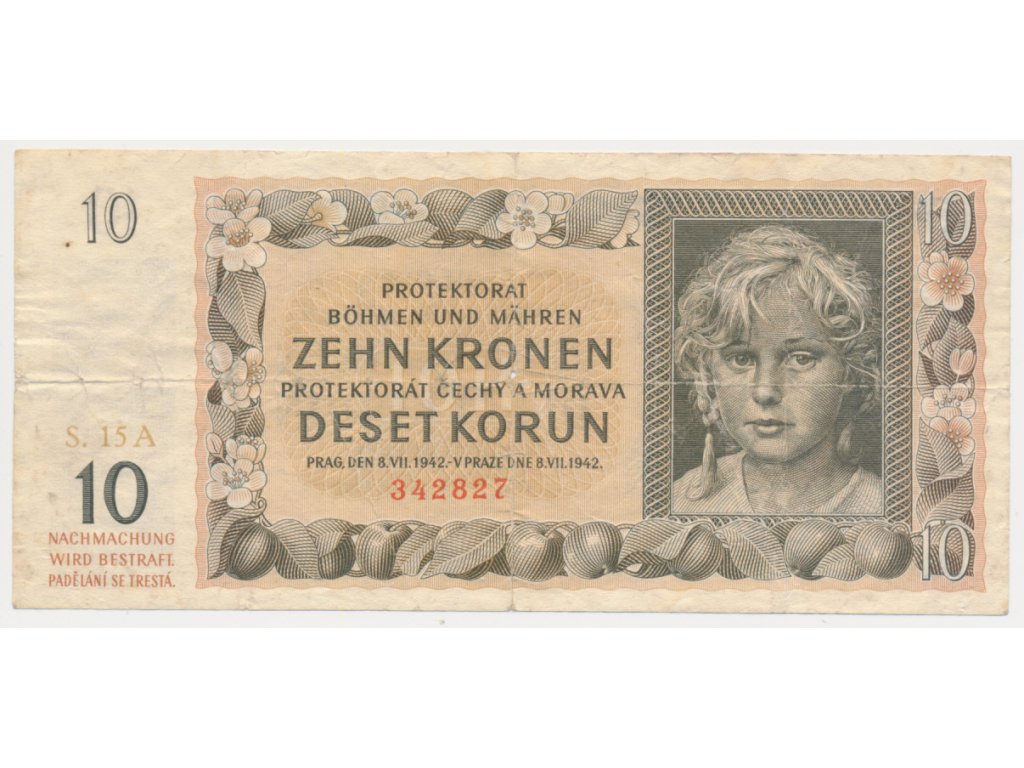 10
10
PROTEKTORAT
BÖHMEN UND MÄHREN
ZEHN KRONEN
PROTEKTORÁT ČECHY A MORAVA
DESET KORUN
PRAG, DEN 8. VII. 1942.-V PRAZE DNE 8. VII. 1942.
342827
S. 15 A
10
NACHMACHUNG
WIRD BESTRAFT.
PADĚLÁNÍ SE TRESTÁ.
10